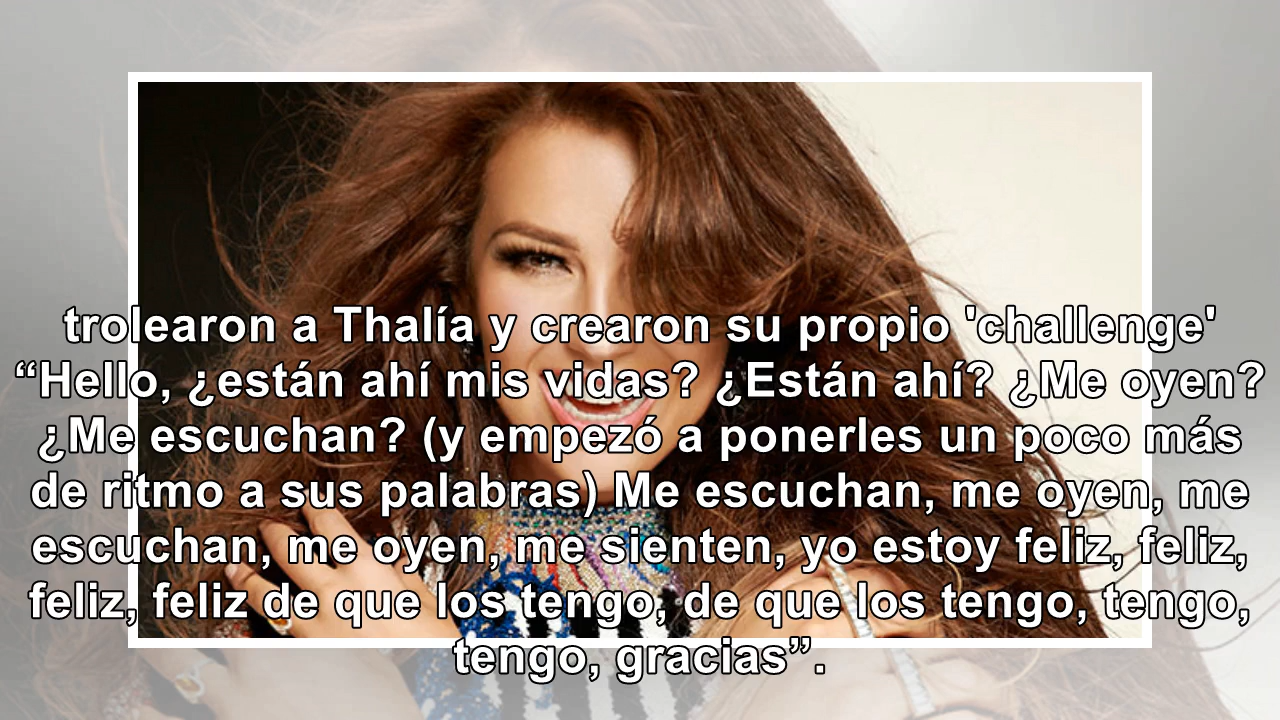 trolearon a Thalía y crearon su propio 'challenge'
“Hello, ¿están ahí mis vidas? ¿Están ahí? ¿Me oyen?
¿Me escuchan? (y empezó a ponerles un poco más
de ritmo a sus palabras) Me escuchan, me oyen, me
escuchan, me oyen, me sienten, yo estoy feliz, feliz,
feliz, feliz de que los tengo, de que los tengo, tengo,
tengo, gracias”.